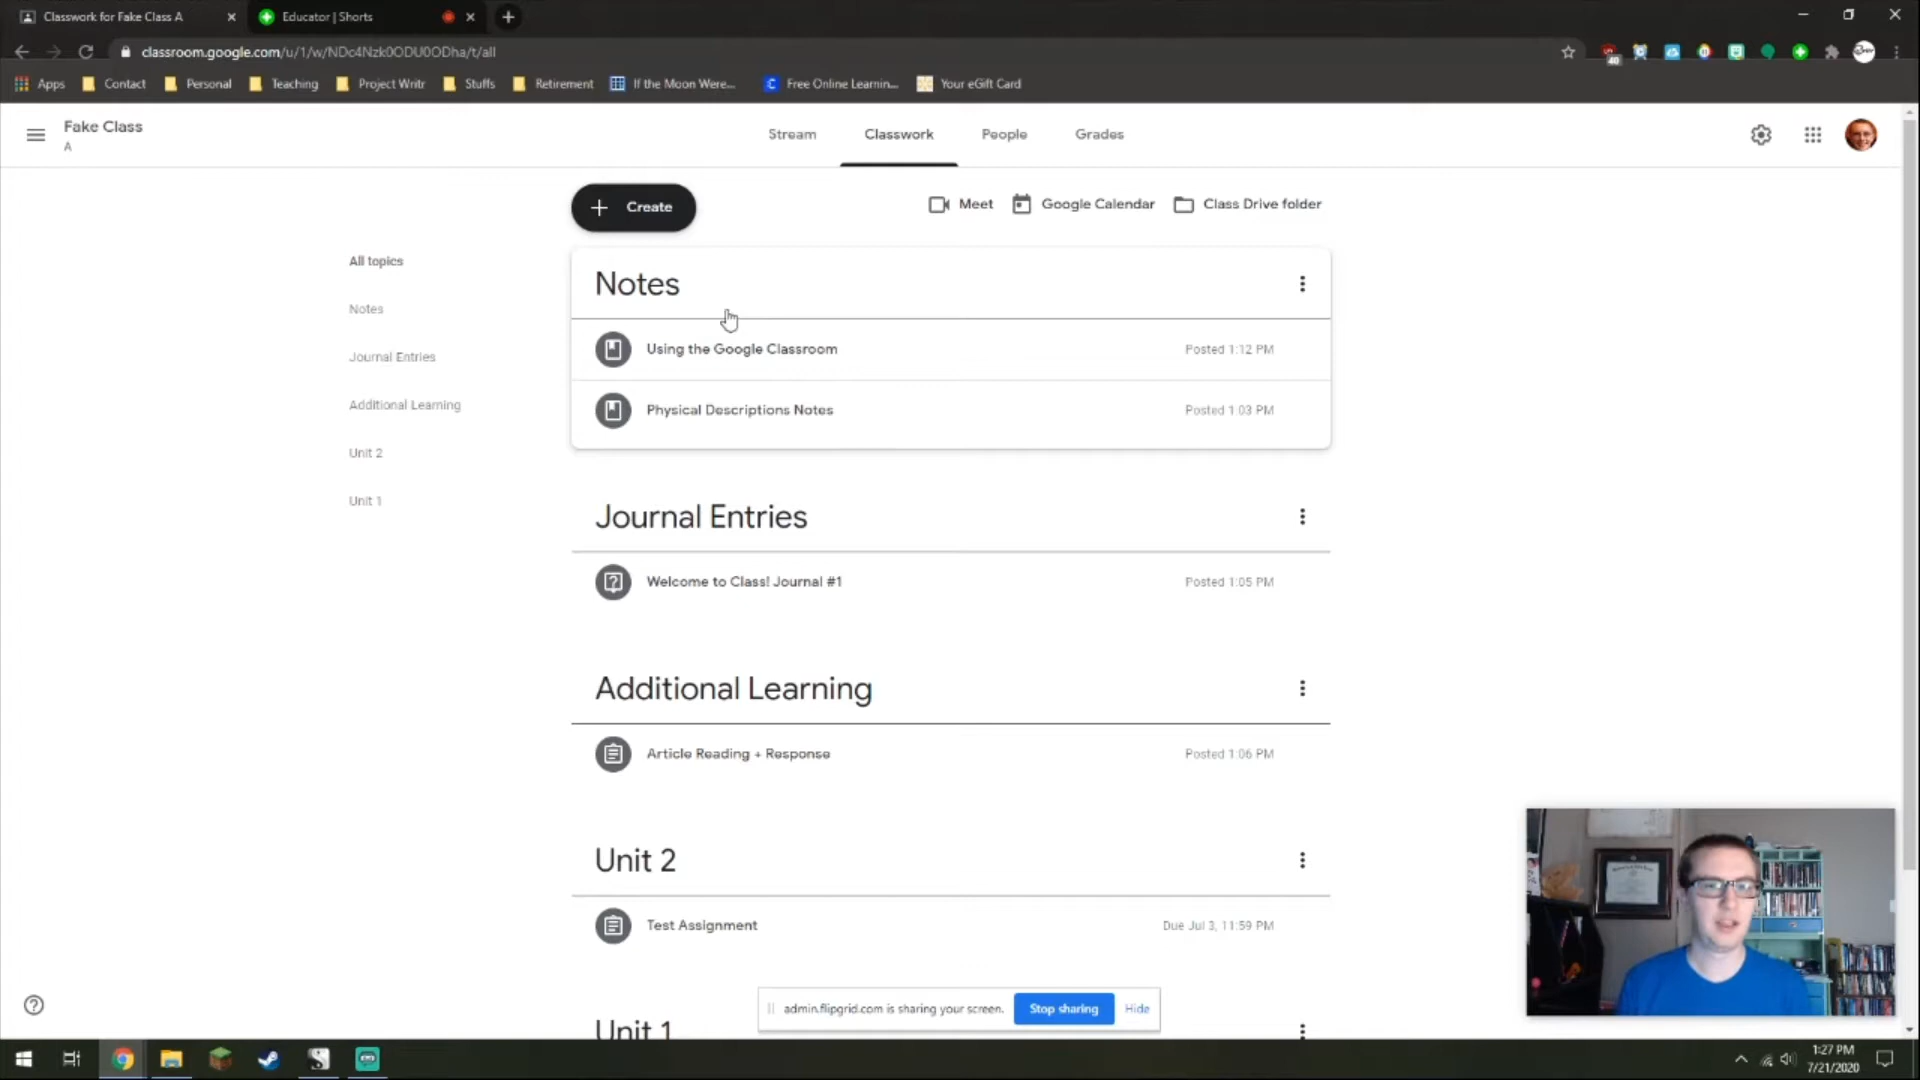 Classwork for Fake Class A
Educator | Shorts
classroom.google.com/u/1/w/NDc4Nzk0ODU0ODha/t/all
Apps
Contact
Personal
Teaching
Project Writr
Stuffs
Retirement
If the Moon Were...
Free Online Learnin...
Your eGift Card
Fake Class
A
Stream
Classwork
People
Grades
Create
Meet
Google Calendar
Class Drive folder
All topics
Notes
Journal Entries
Additional Learning
Unit 2
Unit 1
Notes
Using the Google Classroom
Posted 1:12 PM
Physical Descriptions Notes
Posted 1:03 PM
Journal Entries
Welcome to Class! Journal #1
Posted 1:05 PM
Additional Learning
Article Reading + Response
Posted 1:06 PM
Unit 2
Test Assignment
Due Jul 3, 11:59 PM
Unit 1
admin.flipgrid.com is sharing your screen.
Stop sharing
Hide
1:27 PM
7/21/2020